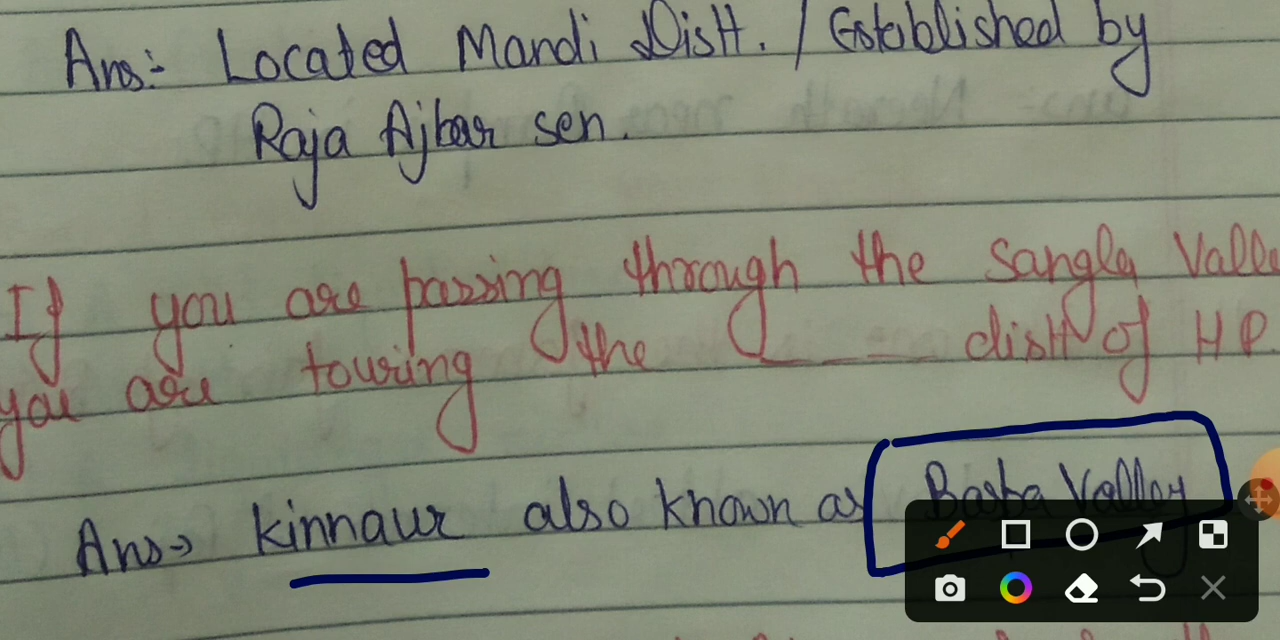 Ans:- Located Mandi Distt. / Established by
Raja Ajbar sen.
If you are passing through the Sangla Valle
you are touring the ____ distt of HP.
Ans→ Kinnaur also known as Baspa Valley